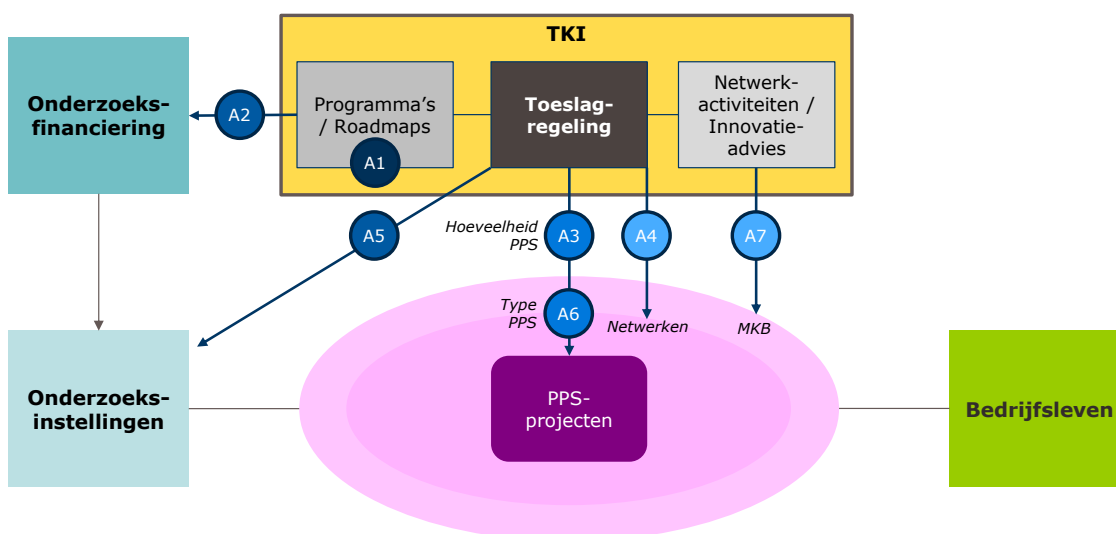 TKI
Onderzoeks-
financiering
A2
Programma's
/ Roadmaps
A1
Toeslag-
regeling
Netwerk-
activiteiten /
Innovatie-
advies
A5
Hoeveelheid
PPS
A3
A4
A7
Type
PPS
A6
Netwerken
MKB
Onderzoeks-
instellingen
PPS-
projecten
Bedrijfsleven